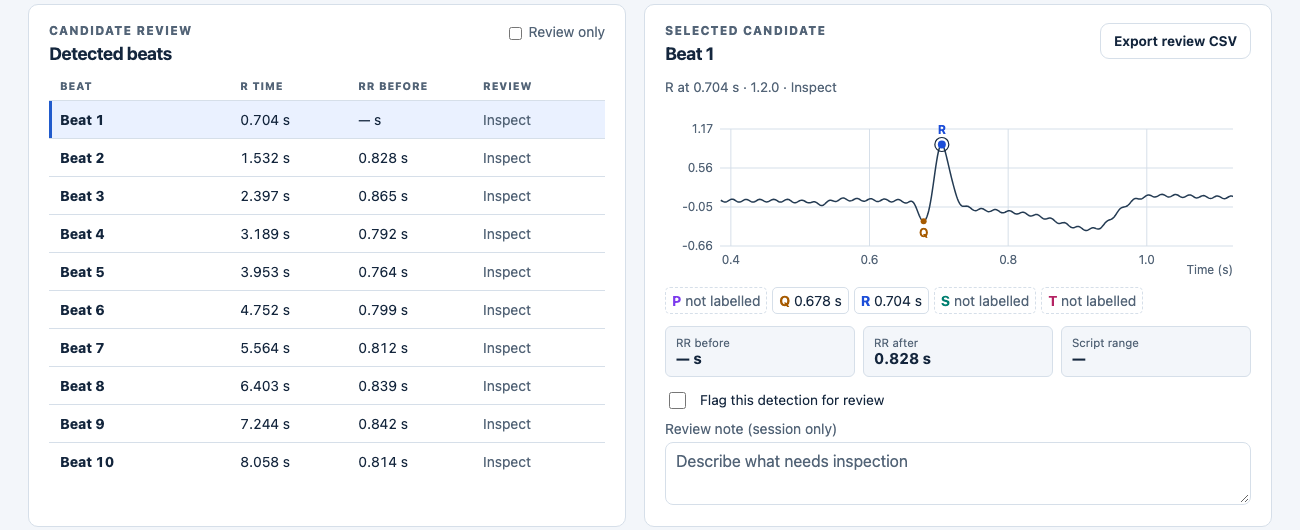 CANDIDATE REVIEW
Detected beats
Review only
BEAT R TIME RR BEFORE REVIEW
Beat 1 0.704 s — s Inspect
Beat 2 1.532 s 0.828 s Inspect
Beat 3 2.397 s 0.865 s Inspect
Beat 4 3.189 s 0.792 s Inspect
Beat 5 3.953 s 0.764 s Inspect
Beat 6 4.752 s 0.799 s Inspect
Beat 7 5.564 s 0.812 s Inspect
Beat 8 6.403 s 0.839 s Inspect
Beat 9 7.244 s 0.842 s Inspect
Beat 10 8.058 s 0.814 s Inspect
SELECTED CANDIDATE
Beat 1
Export review CSV
R at 0.704 s · 1.2.0 · Inspect
R
1.17
0.56
-0.05
Q
-0.66
0.4 0.6 0.8 1.0
Time (s)
P not labelled Q 0.678 s R 0.704 s S not labelled T not labelled
RR before RR after Script range
— s 0.828 s —
Flag this detection for review
Review note (session only)
Describe what needs inspection